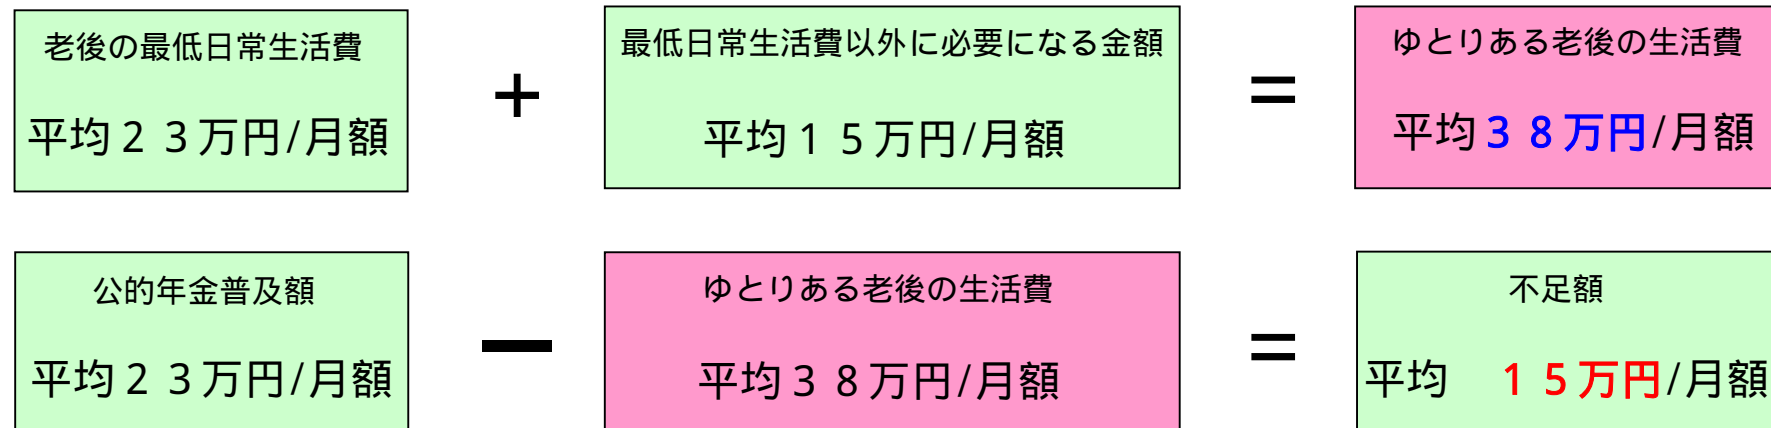 老後の最低日常生活費
平均２３万円/月額
+
最低日常生活費以外に必要になる金額
平均１５万円/月額
=
ゆとりある老後の生活費
平均３８万円/月額
公的年金普及額
平均２３万円/月額
ー
ゆとりある老後の生活費
平均３８万円/月額
=
不足額
平均　１５万円/月額